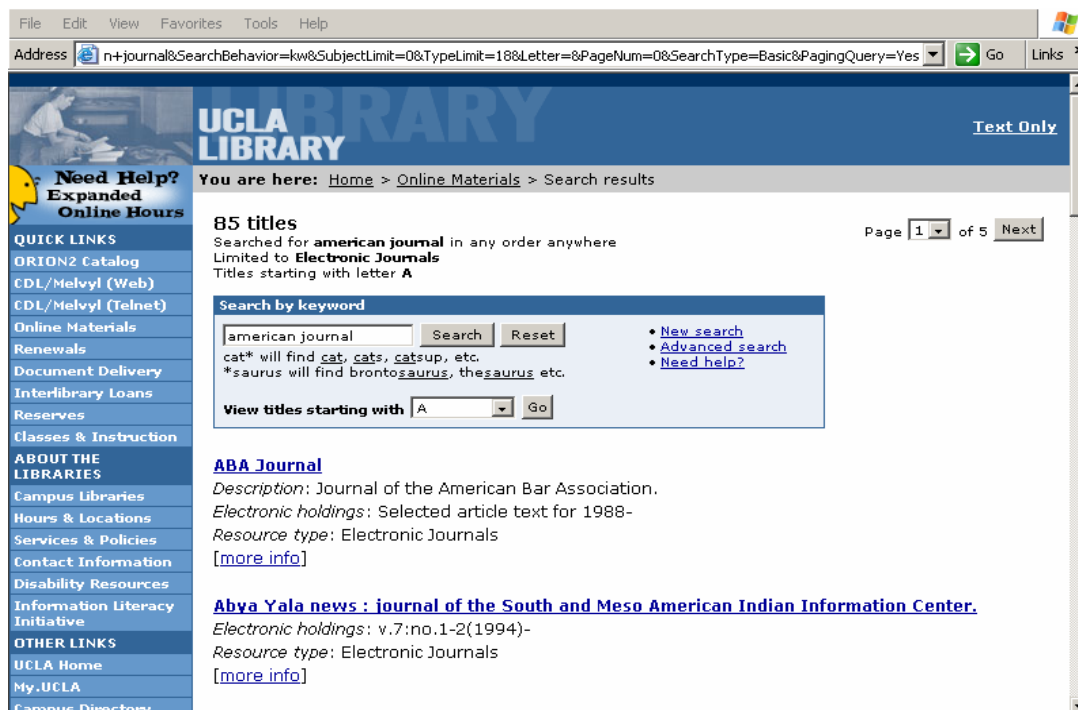 File Edit View Favorites Tools Help
Address n+journal&SearchBehavior=kw&SubjectLimit=0&TypeLimit=18&Letter=&PageNum=0&SearchType=Basic&PagingQuery=Yes Go Links
LIBRARY
UCLA
LIBRARY
Text Only
Need Help?
Expanded
Online Hours
You are here: Home > Online Materials > Search results
QUICK LINKS
ORION2 Catalog
CDL/Melvyl (Web)
CDL/Melvyl (Telnet)
Online Materials
Renewals
Document Delivery
Interlibrary Loans
Reserves
Classes & Instruction
ABOUT THE
LIBRARIES
Campus Libraries
Hours & Locations
Services & Policies
Contact Information
Disability Resources
Information Literacy
Initiative
OTHER LINKS
UCLA Home
My.UCLA
Campus Directory
85 titles
Searched for american journal in any order anywhere
Limited to Electronic Journals
Titles starting with letter A
Page 1 of 5 Next
Search by keyword
american journal Search Reset
cat* will find cat, cats, catsup, etc.
*saurus will find brontosaurus, thesaurus etc.
View titles starting with A Go
• New search
• Advanced search
• Need help?
ABA Journal
Description: Journal of the American Bar Association.
Electronic holdings: Selected article text for 1988-
Resource type: Electronic Journals
[more info]
Abya Yala news : journal of the South and Meso American Indian Information Center.
Electronic holdings: v.7:no.1-2(1994)-
Resource type: Electronic Journals
[more info]